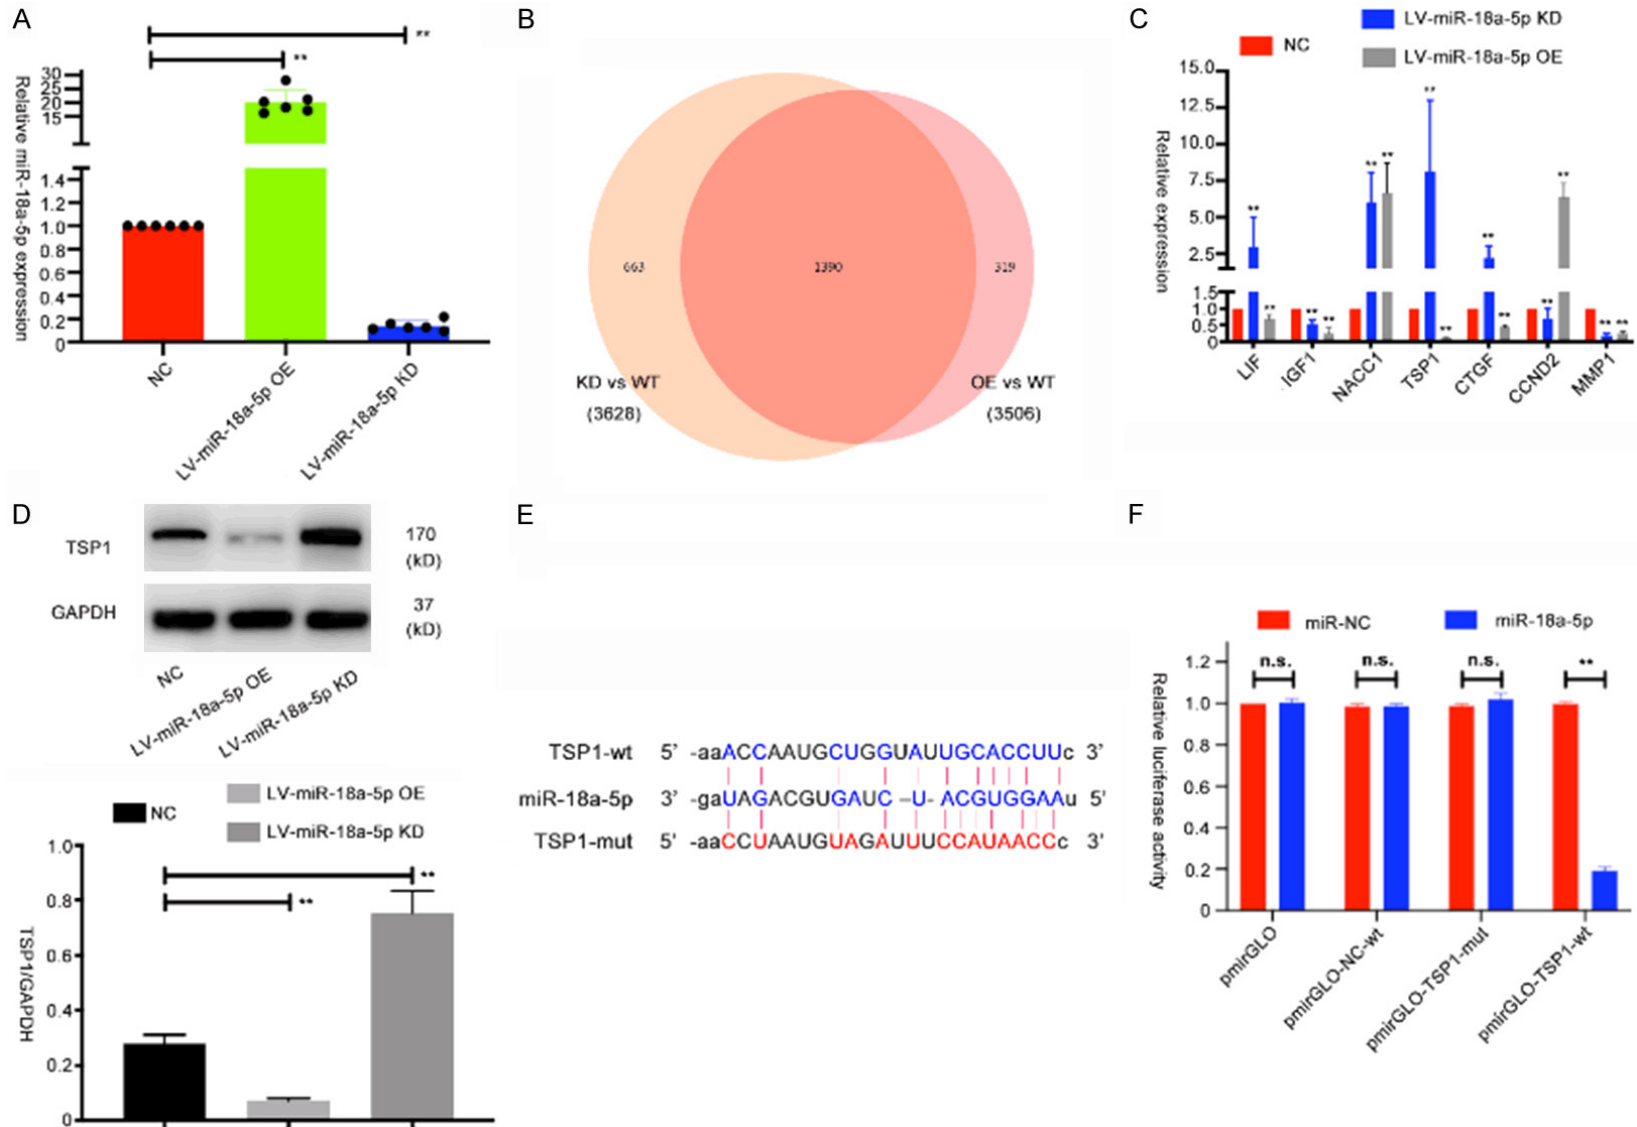 A
**
**
Relative miR-18a-5p expression
30
25
20
15
1.4
1.2
1.0
0.8
0.6
0.4
0.2
0
NC
LV-miR-18a-5p OE
LV-miR-18a-5p KD
B
663
1390
319
KD vs WT
(3628)
OE vs WT
(3506)
C
NC
LV-miR-18a-5p KD
LV-miR-18a-5p OE
Relative expression
15.0
12.5
10.0
7.5
5.0
2.5
1.5
1.0
0.5
0
** ** ** ** ** ** ** ** ** ** ** ** ** **
LIF
IGF1
NACC1
TSP1
CTGF
CCND2
MMP1
D
TSP1
170
(kD)
GAPDH
37
(kD)
NC
LV-miR-18a-5p OE
LV-miR-18a-5p KD
NC
LV-miR-18a-5p OE
LV-miR-18a-5p KD
TSP1/GAPDH
1.0
0.8
0.6
0.4
0.2
0
**
**
E
TSP1-wt 5' -aaACCAAUGCUGGUAUUGCACCUUc 3'
miR-18a-5p 3' -gaUAGACGUGAUC -U- ACGUGGAAu 5'
TSP1-mut 5' -aaCCUAAUGUAGAUUUCCAUAACCc 3'
F
miR-NC
miR-18a-5p
Relative luciferase activity
1.2
1.0
0.8
0.6
0.4
0.2
0
n.s.
n.s.
n.s.
**
pmirGLO
pmirGLO-NC-wt
pmirGLO-TSP1-mut
pmirGLO-TSP1-wt